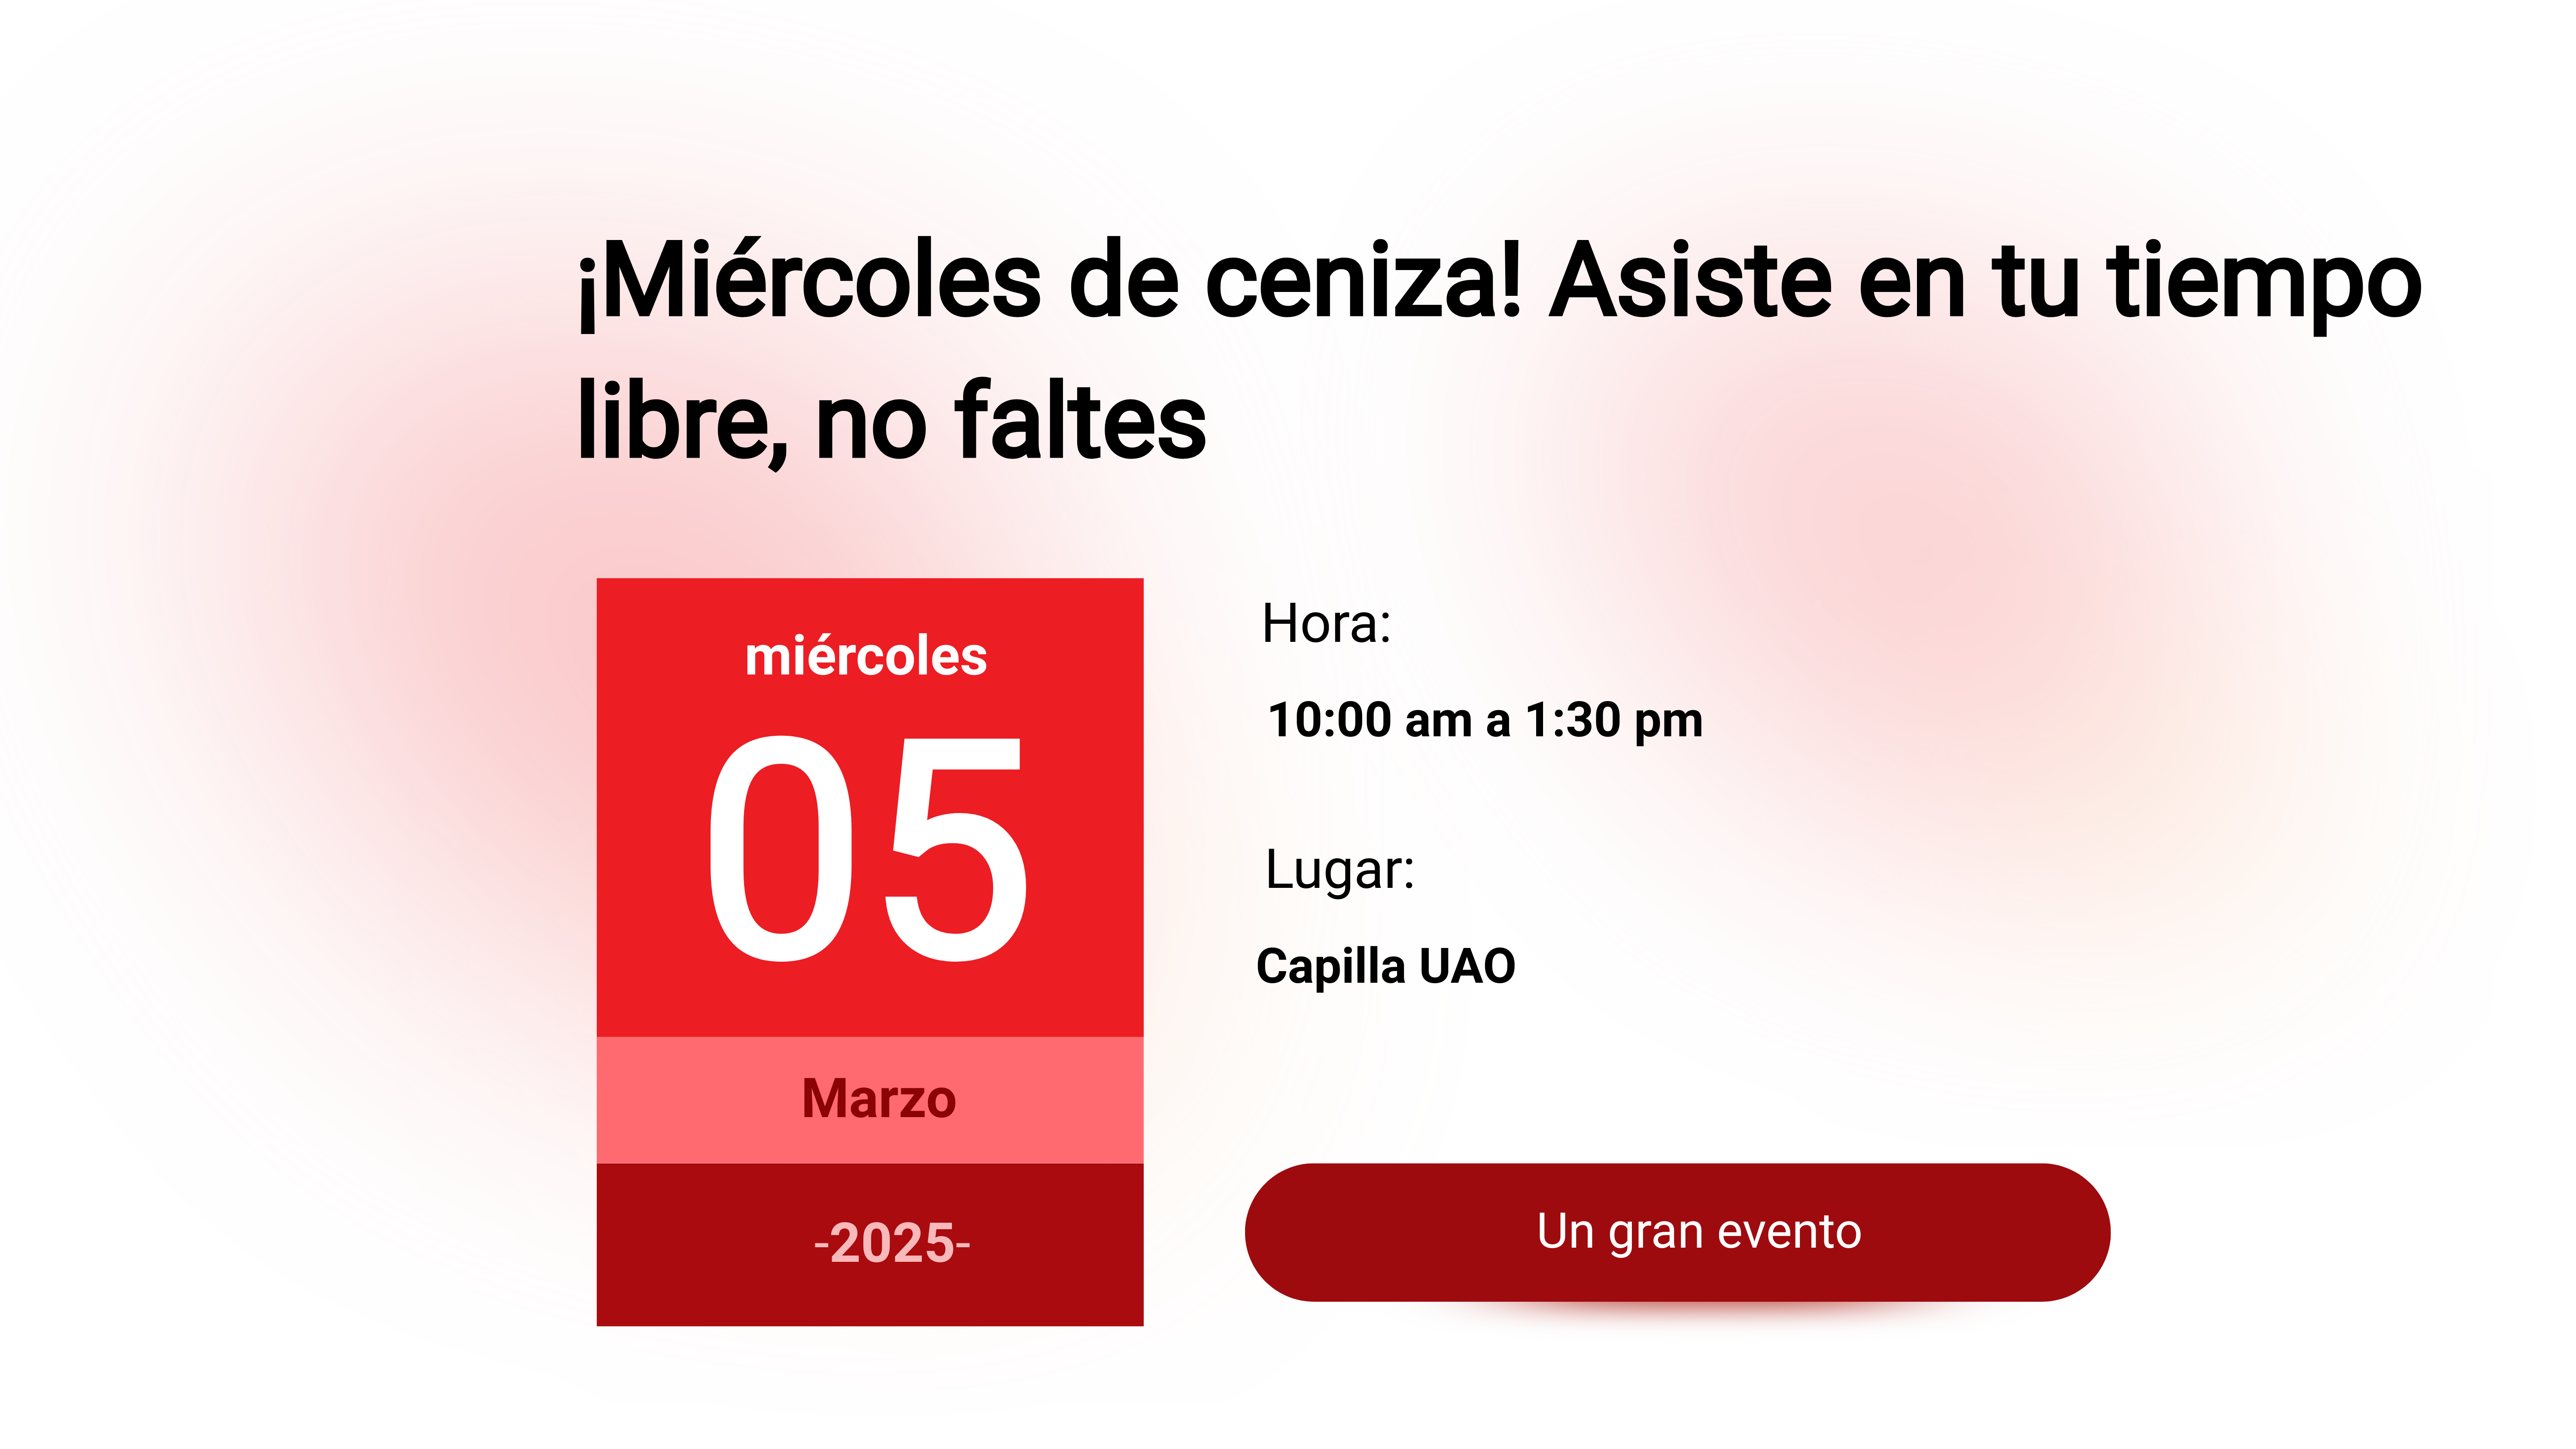 ¡Miércoles de ceniza! Asiste en tu tiempo
libre, no faltes
miércoles
05
Marzo
-2025-
Hora:
10:00 am a 1:30 pm
Lugar:
Capilla UAO
Un gran evento